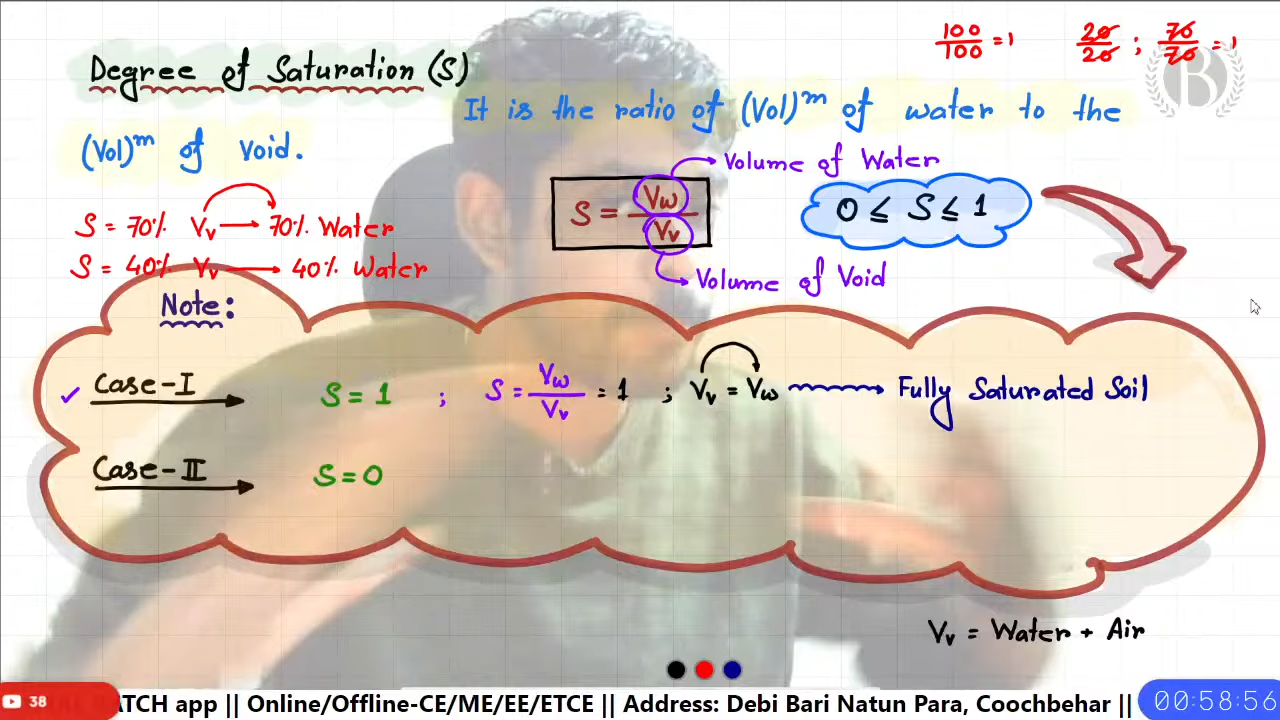 Degree of Saturation (S)
100/100 = 1 20/20 ; 70/70 = 1
B
It is the ratio of (Vol)ᵐ of water to the
(Vol)ᵐ of Void.
S = Vw/Vv
Volume of Water
Volume of Void
0 ≤ S ≤ 1
S = 70% Vv → 70% Water
S = 40% Vv → 40% Water
Note:
✓ Case-I → S = 1 ; S = Vw/Vv = 1 ; Vv = Vw → Fully Saturated Soil
Case-II → S = 0
Vv = Water + Air
38
TCH app || Online/Offline-CE/ME/EE/ETCE || Address: Debi Bari Natun Para, Coochbehar ||
00:58:56